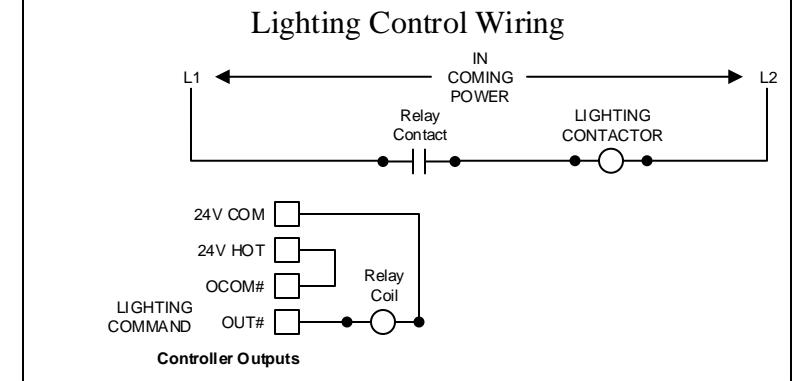 Lighting Control Wiring
IN
L1
COMING
L2
POWER
Relay
Contact
LIGHTING
CONTACTOR
24V COM
24V HOT
OCOM#
Relay
Coil
LIGHTING
COMMAND
OUT#
Controller Outputs